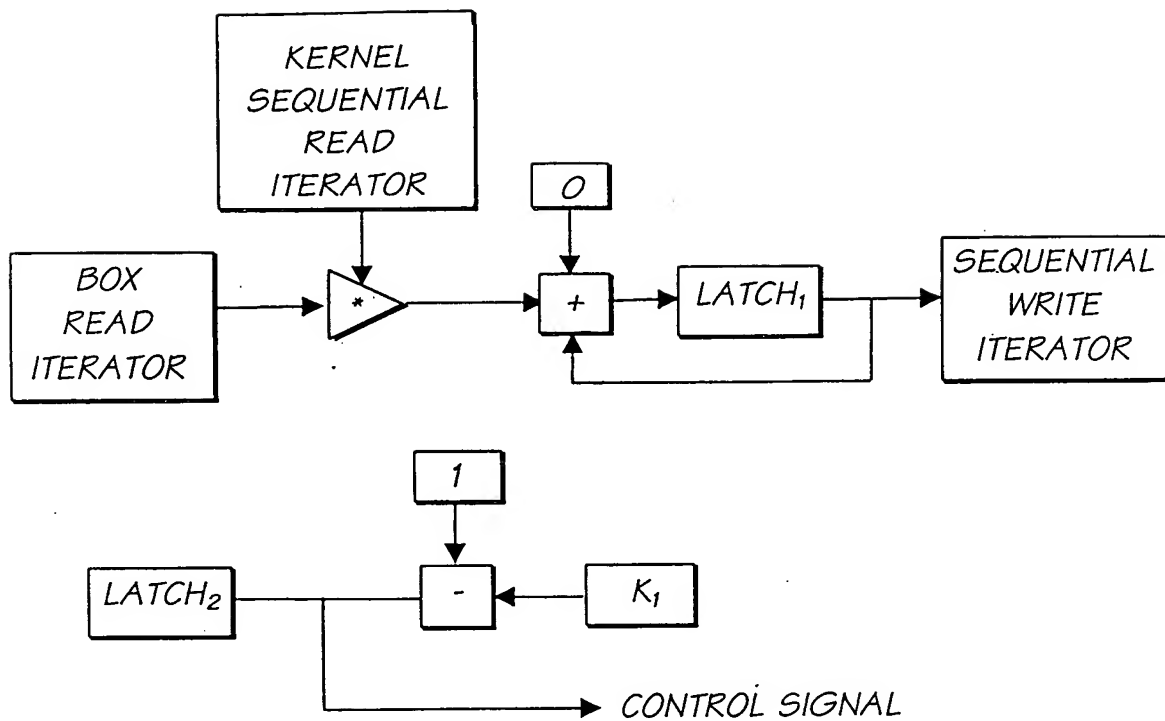 KERNEL
SEQUENTIAL
READ
ITERATOR
0
BOX
READ
ITERATOR
*
+
LATCH₁
SEQUENTIAL
WRITE
ITERATOR
1
LATCH₂
-
K₁
CONTROL SIGNAL